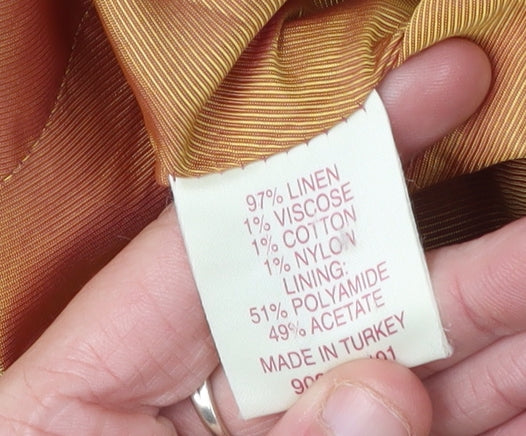 97% LINEN
1% VISCOSE
1% COTTON
1% NYLON
LINING:
51% POLYAMIDE
49% ACETATE
MADE IN TURKEY